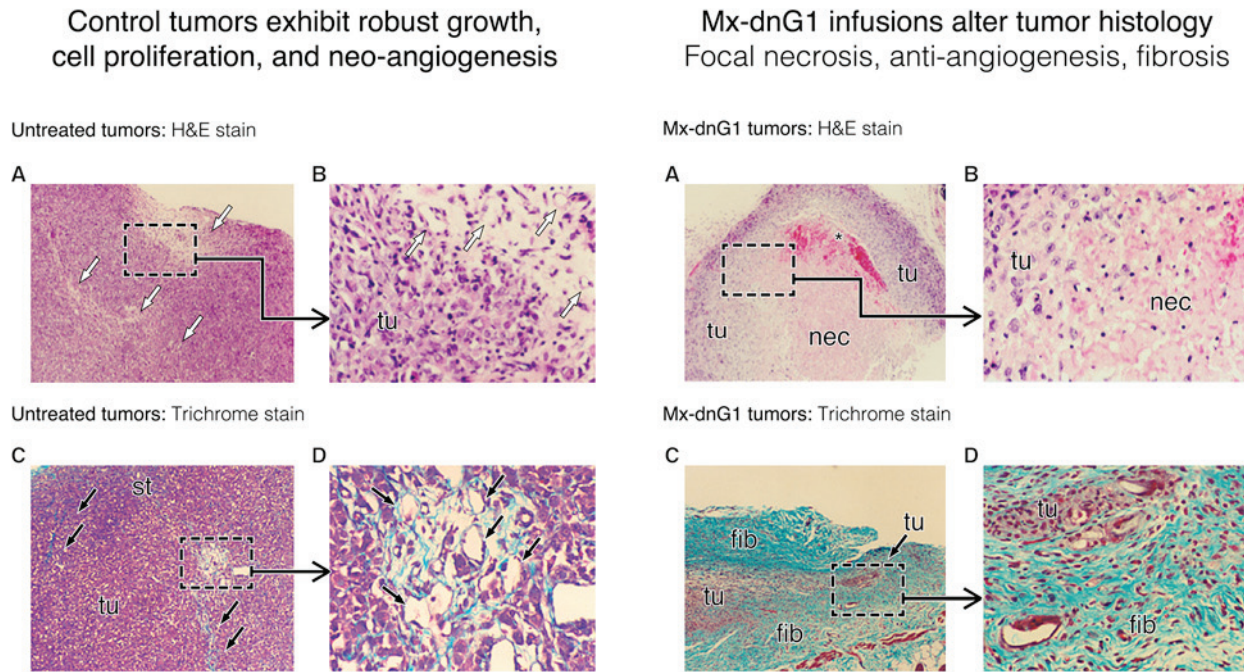 Control tumors exhibit robust growth,
cell proliferation, and neo-angiogenesis
Untreated tumors: H&E stain
A
B
tu
Untreated tumors: Trichrome stain
C
D
st
tu
Mx-dnG1 infusions alter tumor histology
Focal necrosis, anti-angiogenesis, fibrosis
Mx-dnG1 tumors: H&E stain
A
B
*
tu
tu
nec
tu
nec
Mx-dnG1 tumors: Trichrome stain
C
D
fib
tu
tu
fib
tu
fib